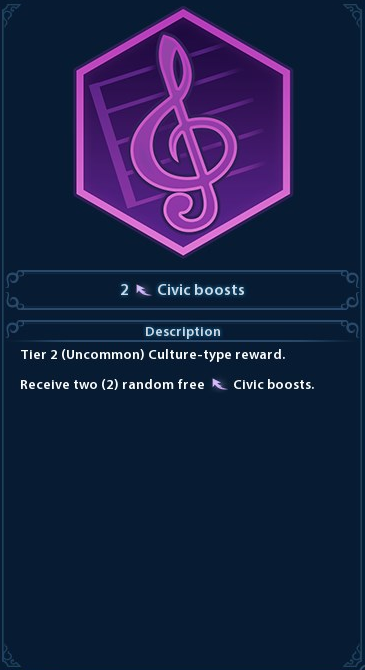 2 Civic boosts
Description
Tier 2 (Uncommon) Culture-type reward.
Receive two (2) random free Civic boosts.